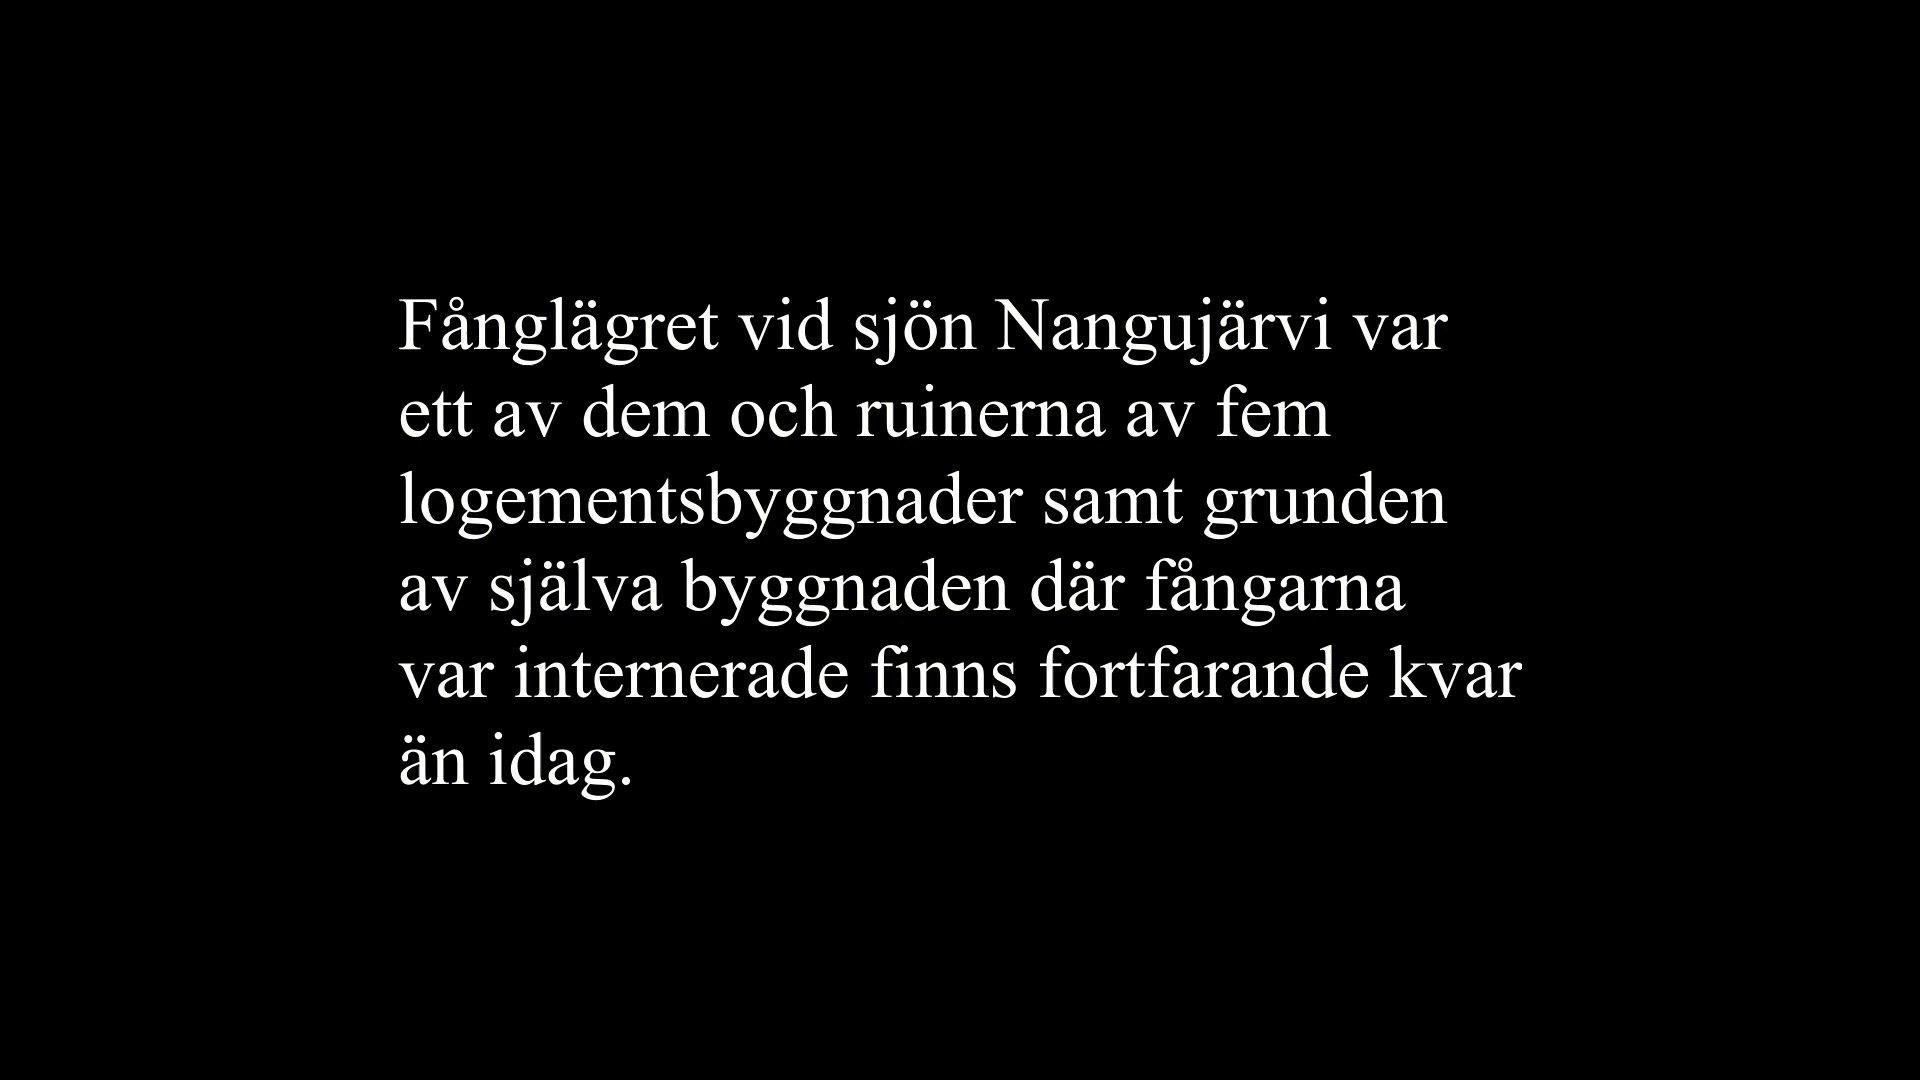 Fånglägret vid sjön Nangujärvi var
ett av dem och ruinerna av fem
logementsbyggnader samt grunden
av själva byggnaden där fångarna
var internerade finns fortfarande kvar
än idag.